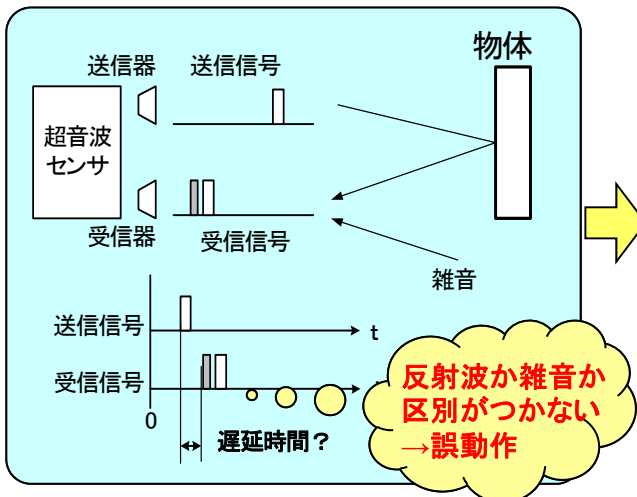 送信器
送信信号
物体
超音波
センサ
受信器
受信信号
雑音
送信信号
t
受信信号
0
遅延時間？
反射波か雑音か
区別がつかない
→誤動作